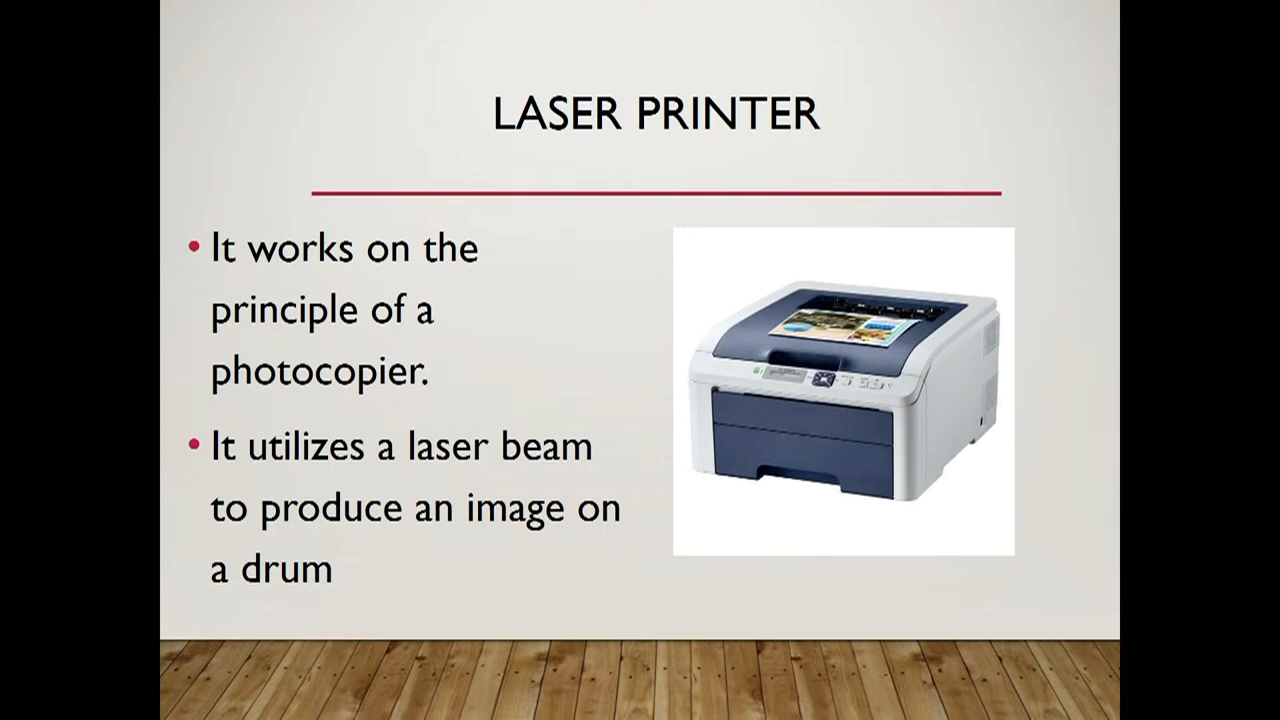 LASER PRINTER
• It works on the
principle of a
photocopier.
• It utilizes a laser beam
to produce an image on
a drum